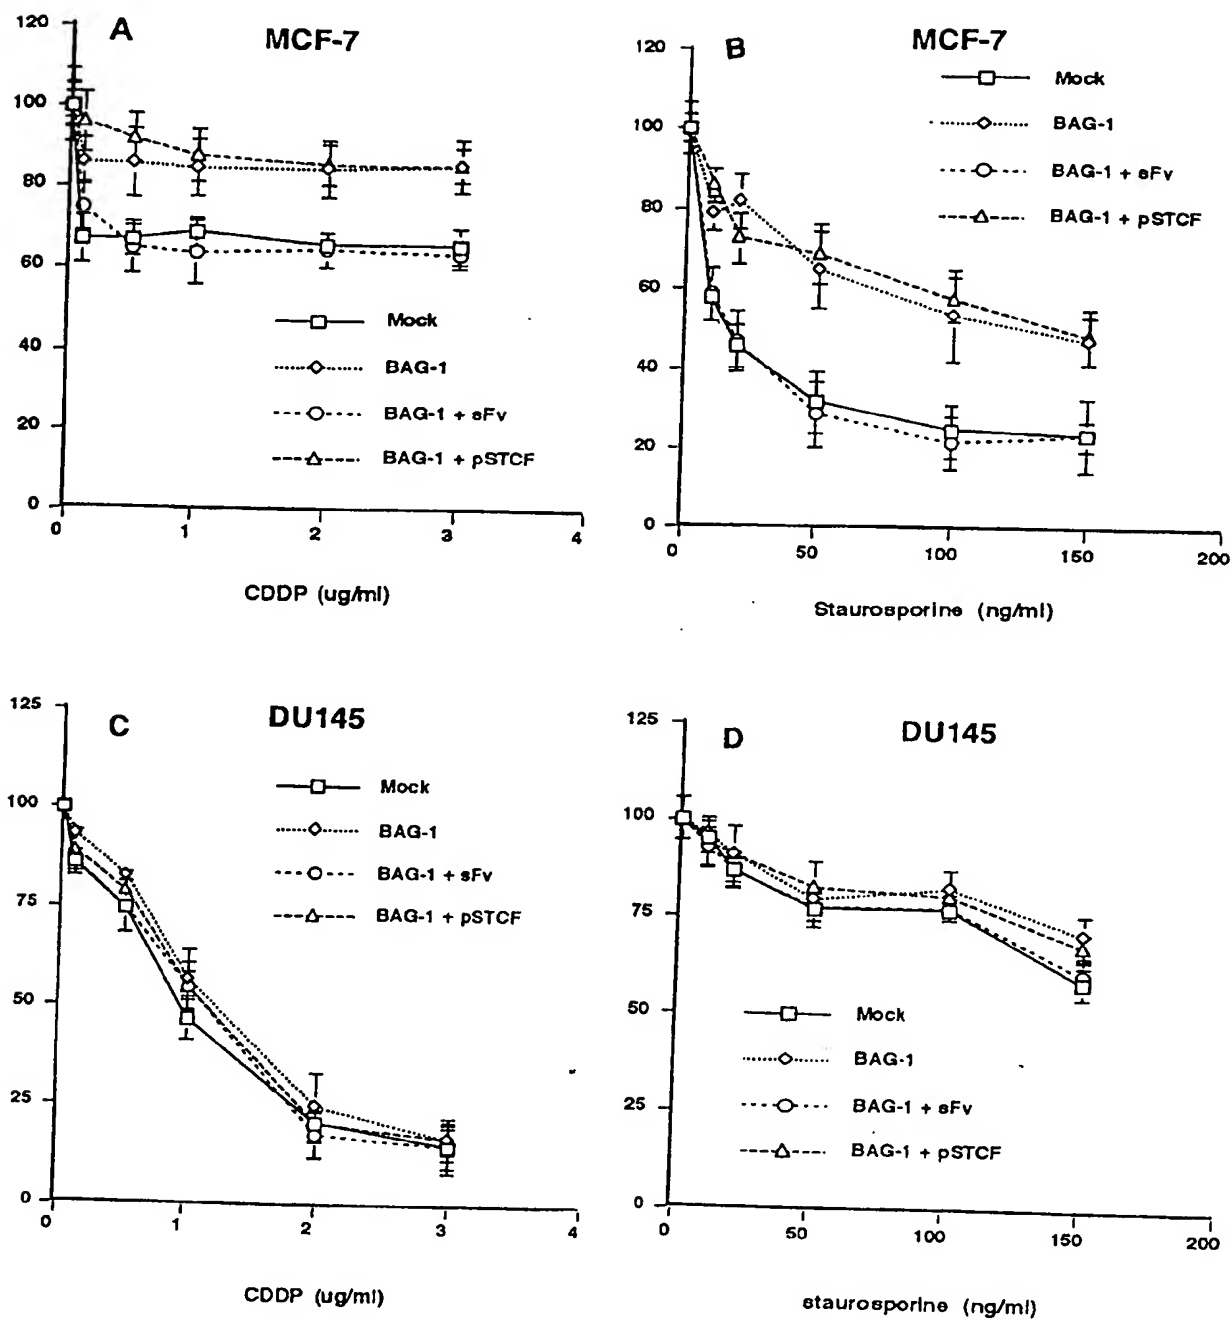 A
MCF-7
120
100
80
60
40
20
0
Mock
BAG-1
BAG-1 + sFv
BAG-1 + pSTCF
0 1 2 3 4
CDDP (ug/ml)
B
MCF-7
120
100
80
60
40
20
0
Mock
BAG-1
BAG-1 + sFv
BAG-1 + pSTCF
0 50 100 150 200
Staurosporine (ng/ml)
C
DU145
125
100
75
50
25
0
Mock
BAG-1
BAG-1 + sFv
BAG-1 + pSTCF
0 1 2 3 4
CDDP (ug/ml)
D
DU145
125
100
75
50
25
0
Mock
BAG-1
BAG-1 + sFv
BAG-1 + pSTCF
0 50 100 150 200
staurosporine (ng/ml)